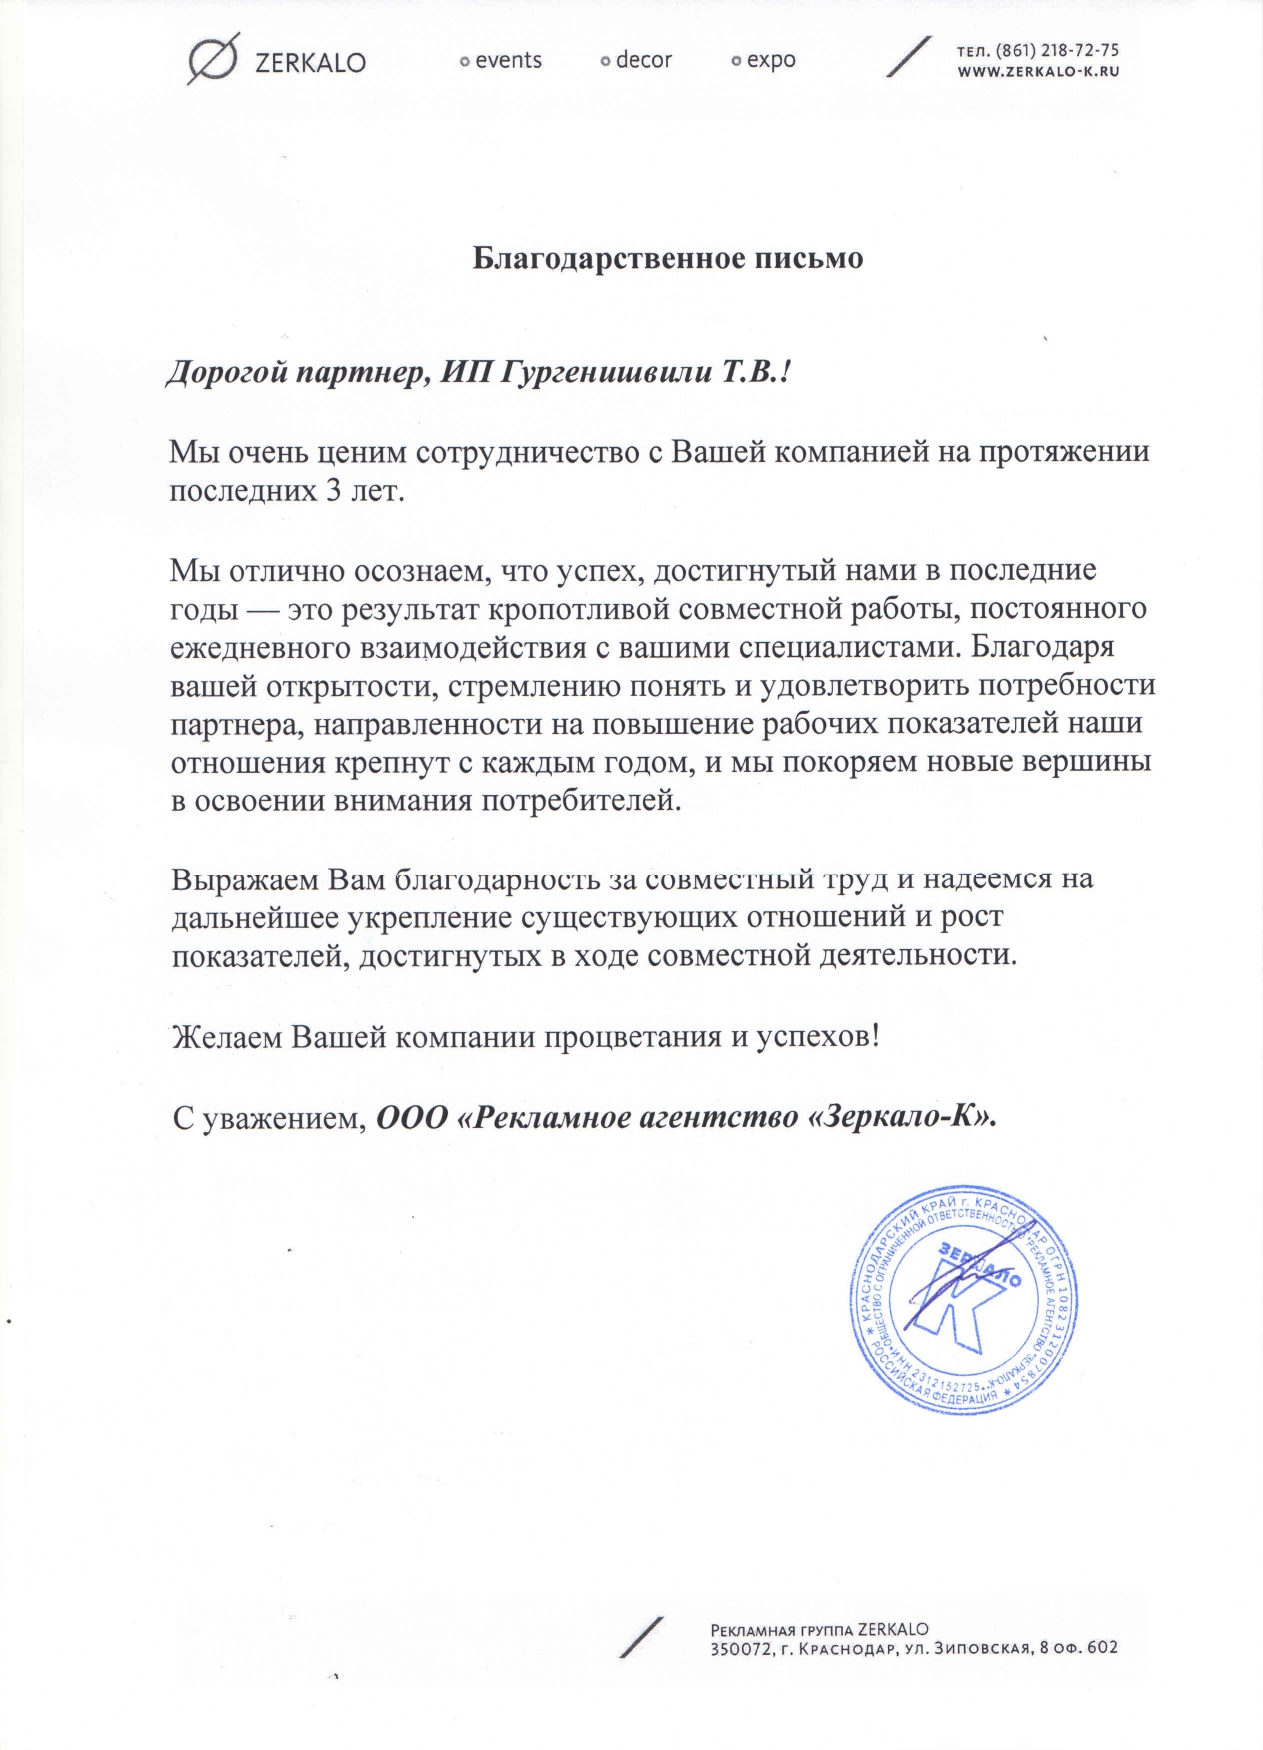 ZERKALO events decor expo ТЕЛ. (861) 218-72-75
WWW.ZERKALO-K.RU
Благодарственное письмо
Дорогой партнер, ИП Гургенишвили Т.В.!
Мы очень ценим сотрудничество с Вашей компанией на протяжении
последних 3 лет.
Мы отлично осознаем, что успех, достигнутый нами в последние
годы — это результат кропотливой совместной работы, постоянного
ежедневного взаимодействия с вашими специалистами. Благодаря
вашей открытости, стремлению понять и удовлетворить потребности
партнера, направленности на повышение рабочих показателей наши
отношения крепнут с каждым годом, и мы покоряем новые вершины
в освоении внимания потребителей.
Выражаем Вам благодарность за совместный труд и надеемся на
дальнейшее укрепление существующих отношений и рост
показателей, достигнутых в ходе совместной деятельности.
Желаем Вашей компании процветания и успехов!
С уважением, ООО «Рекламное агентство «Зеркало-К».
* КРАСНОДАРСКИЙ КРАЙ г. КРАСНОДАР ОГРН 1082312007854 *
РОССИЙСКАЯ ФЕДЕРАЦИЯ
ОБЩЕСТВО С ОГРАНИЧЕННОЙ ОТВЕТСТВЕННОСТЬЮ "РЕКЛАМНОЕ АГЕНТСТВО "ЗЕРКАЛО-К"
ИНН 2312152725
ЗЕРКАЛО
К
РЕКЛАМНАЯ ГРУППА ZERKALO
350072, Г. КРАСНОДАР, УЛ. ЗИПОВСКАЯ, 8 ОФ. 602